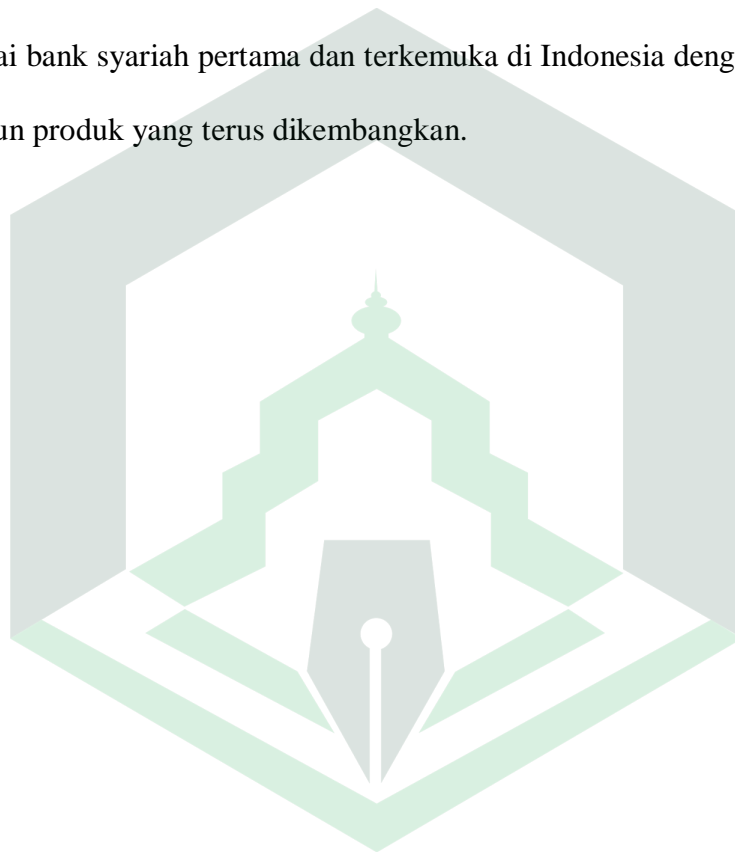 ai bank syariah pertama dan terkemuka di Indonesia deng
un produk yang terus dikembangkan.